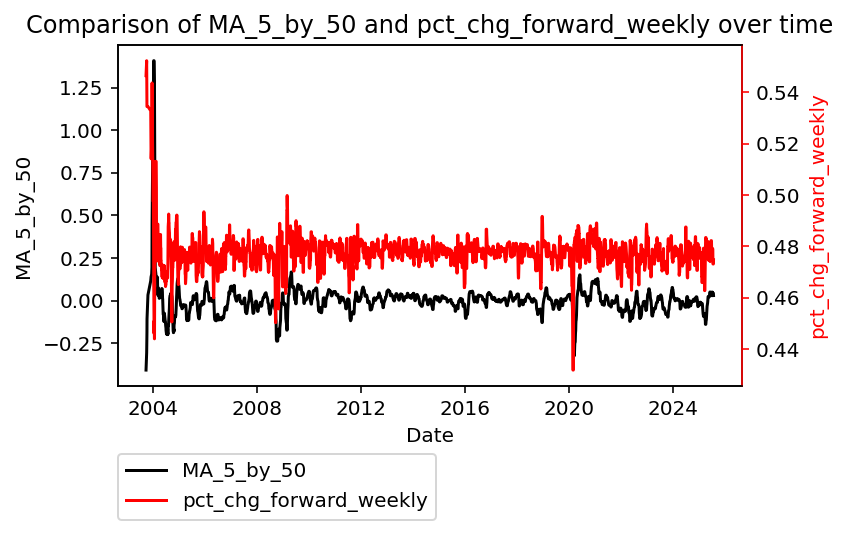 Comparison of MA_5_by_50 and pct_chg_forward_weekly over time
MA_5_by_50
1.25
1.00
0.75
0.50
0.25
0.00
−0.25
0.54
0.52
0.50
0.48
0.46
0.44
pct_chg_forward_weekly
2004 2008 2012 2016 2020 2024
Date
MA_5_by_50
pct_chg_forward_weekly